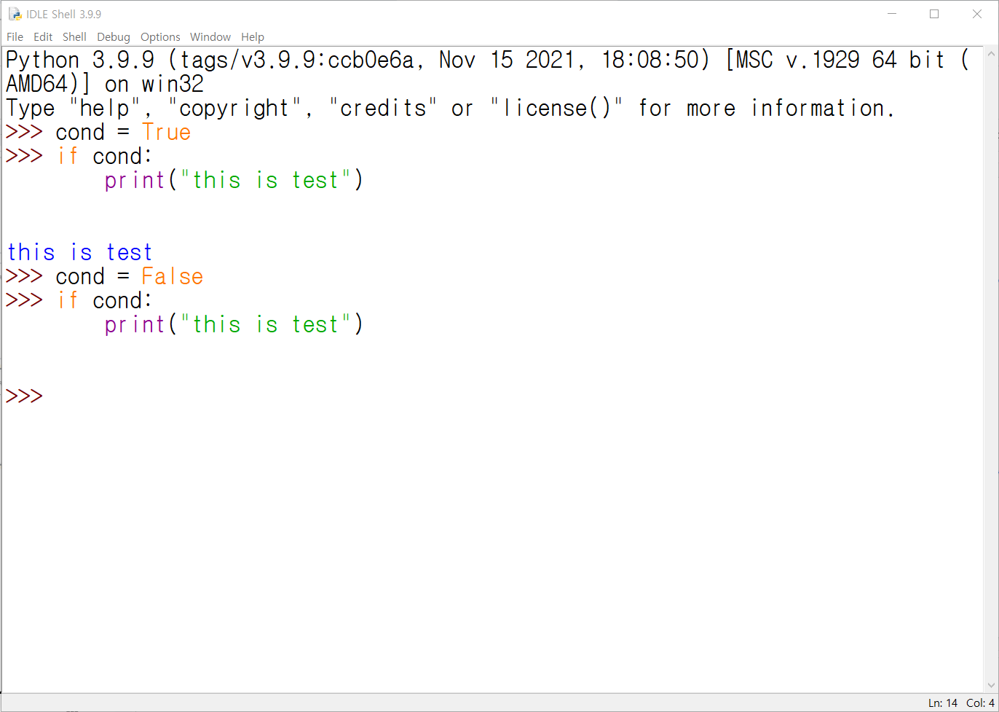 IDLE Shell 3.9.9
File Edit Shell Debug Options Window Help
Python 3.9.9 (tags/v3.9.9:ccb0e6a, Nov 15 2021, 18:08:50) [MSC v.1929 64 bit (
AMD64)] on win32
Type "help", "copyright", "credits" or "license()" for more information.
>>> cond = True
>>> if cond:
        print("this is test")
this is test
>>> cond = False
>>> if cond:
        print("this is test")
>>>
Ln: 14 Col: 4